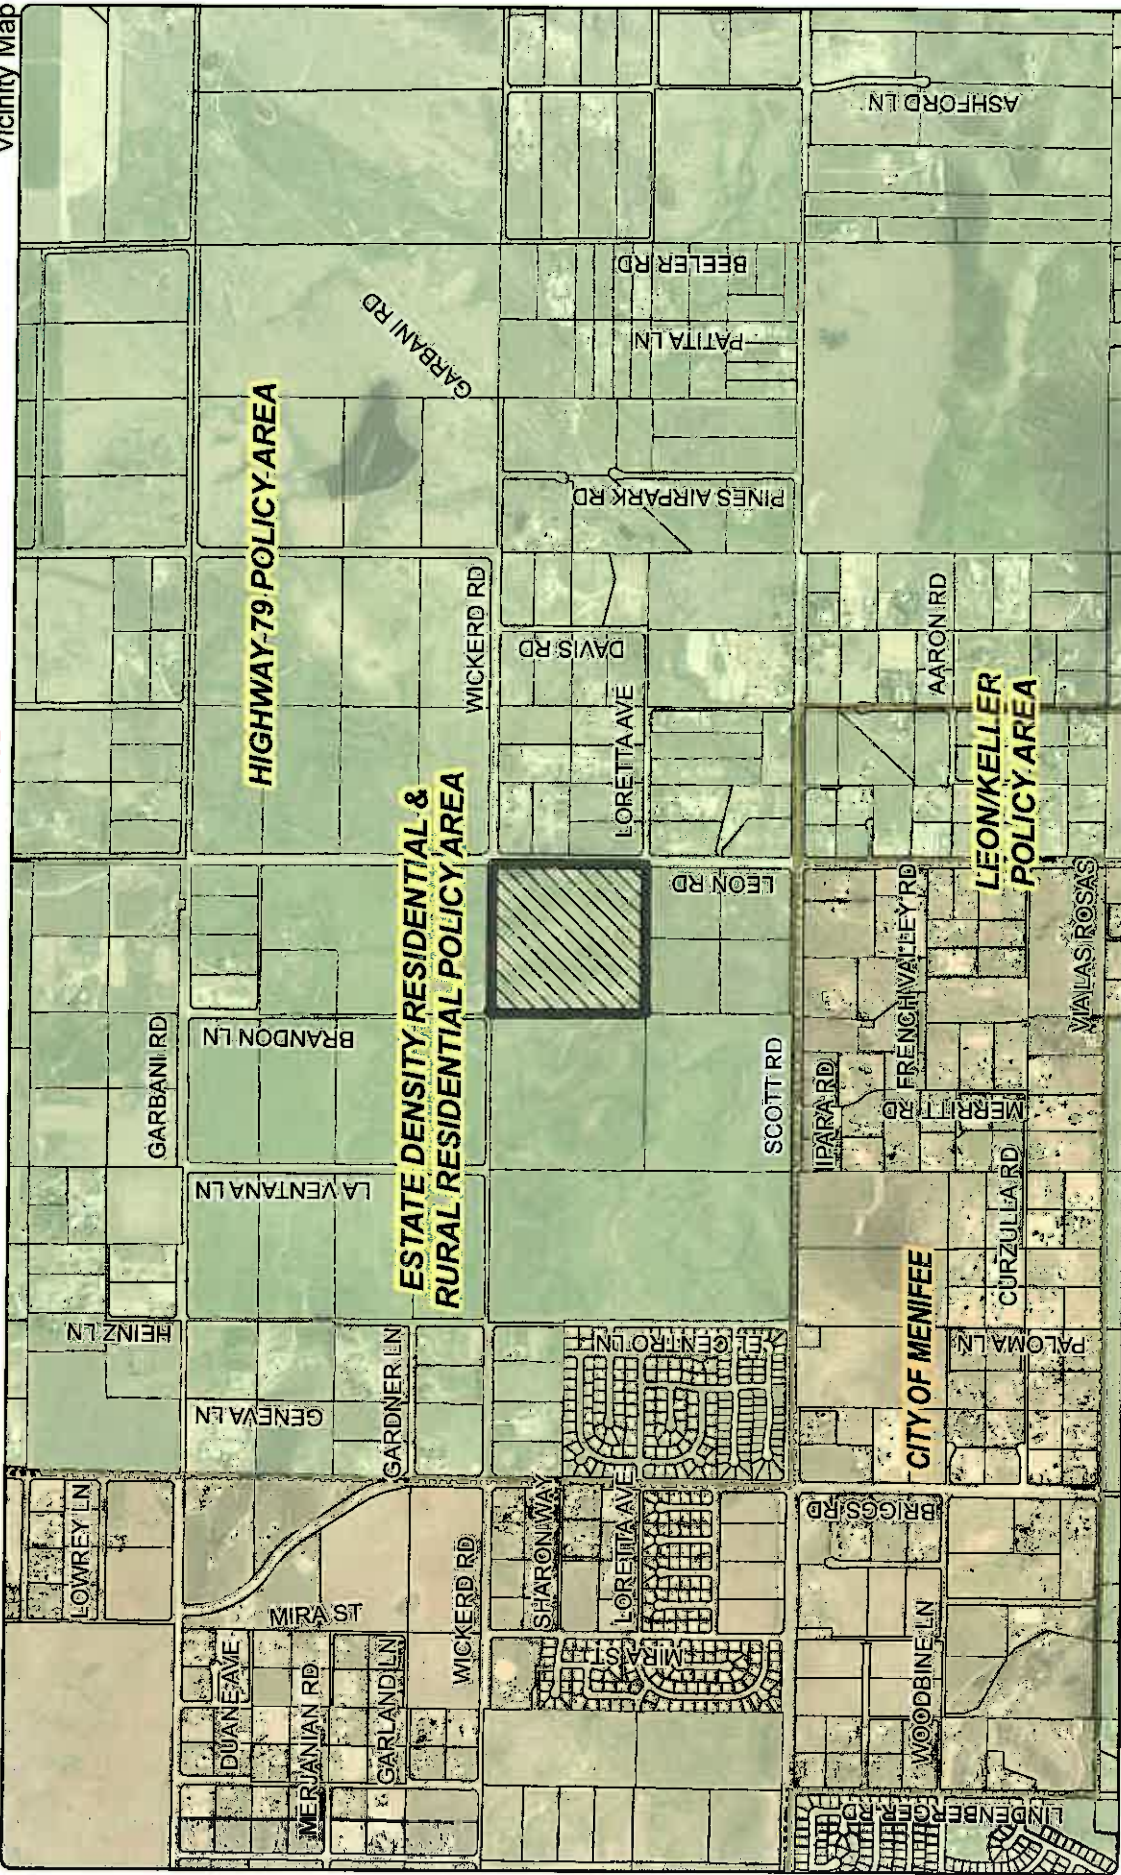 Vicinity Map
ASHFORD LN
BEELER RD
PATITA LN
GARBANI RD
PINES AIRPARK RD
HIGHWAY 79 POLICY AREA
WICKERD RD
DAVIS RD
LORETTA AVE
AARON RD
LEON/KELLER
POLICY AREA
ESTATE DENSITY RESIDENTIAL &
RURAL RESIDENTIAL POLICY AREA
LEON RD
FRENCH VALLEY RD
VIA LAS ROSAS
GARBANI RD
BRANDON LN
SCOTT RD
IPARA RD
MERRITT RD
LA VENTANA LN
CURZULLA RD
CITY OF MENIFEE
HEINZ LN
EL CENTRO LN
PALOMA LN
GENEVA LN
GARDNER LN
LOWREY LN
SHARON WAY
LORETTA AVE
BRIGGS RD
MIRA ST
WICKERD RD
MIRA ST
DUANE AVE
MERJANIAN RD
GARLAND LN
WOODBINE LN
LINDENBERGER RD